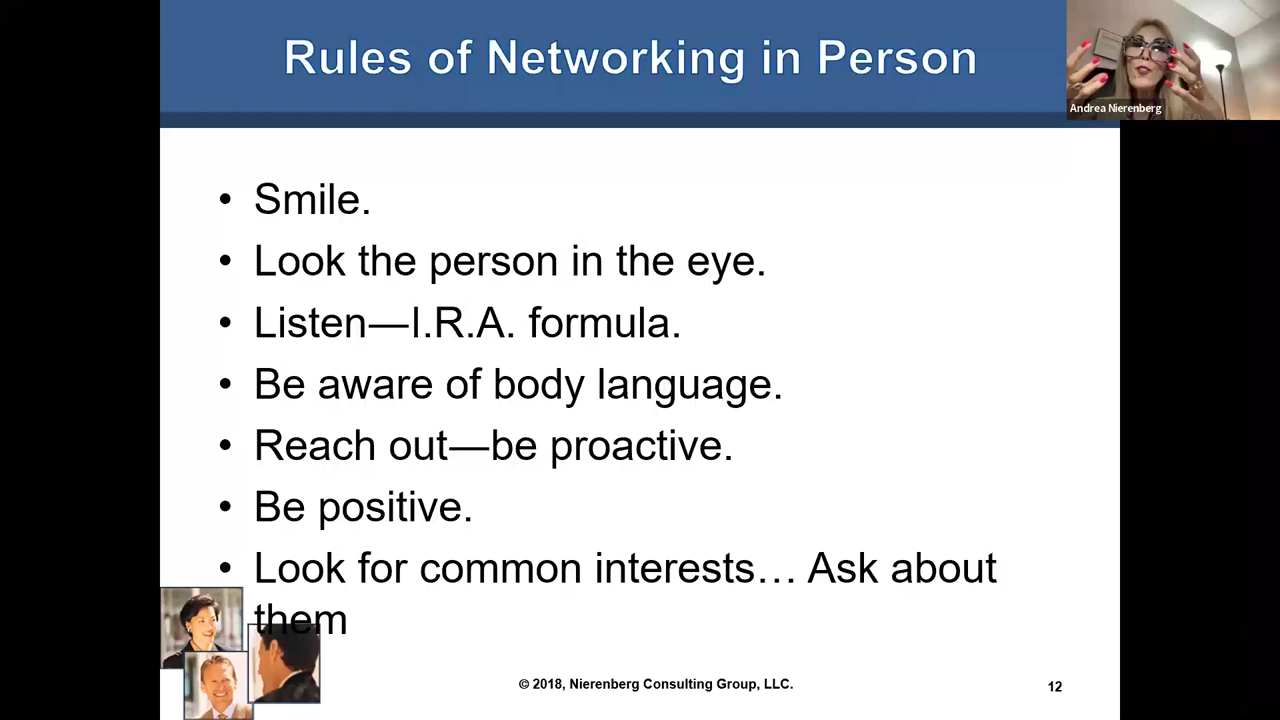 Rules of Networking in Person
Andrea Nierenberg
• Smile.
• Look the person in the eye.
• Listen—I.R.A. formula.
• Be aware of body language.
• Reach out—be proactive.
• Be positive.
• Look for common interests… Ask about
them
© 2018, Nierenberg Consulting Group, LLC.
12